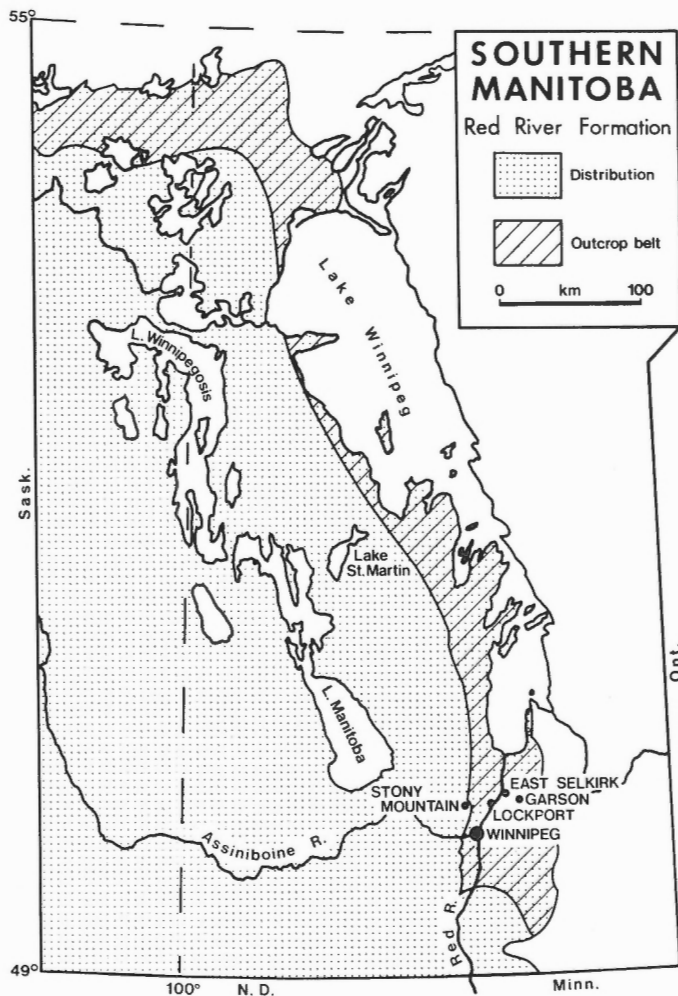 55°
SOUTHERN
MANITOBA
Red River Formation
Distribution
Outcrop belt
0 km 100
Lake Winnipeg
L. Winnipegosis
Sask.
Lake
St. Martin
Ont.
L. Manitoba
STONY
MOUNTAIN
EAST SELKIRK
GARSON
LOCKPORT
WINNIPEG
Assiniboine R.
Red R.
49°
100°
N. D.
Minn.